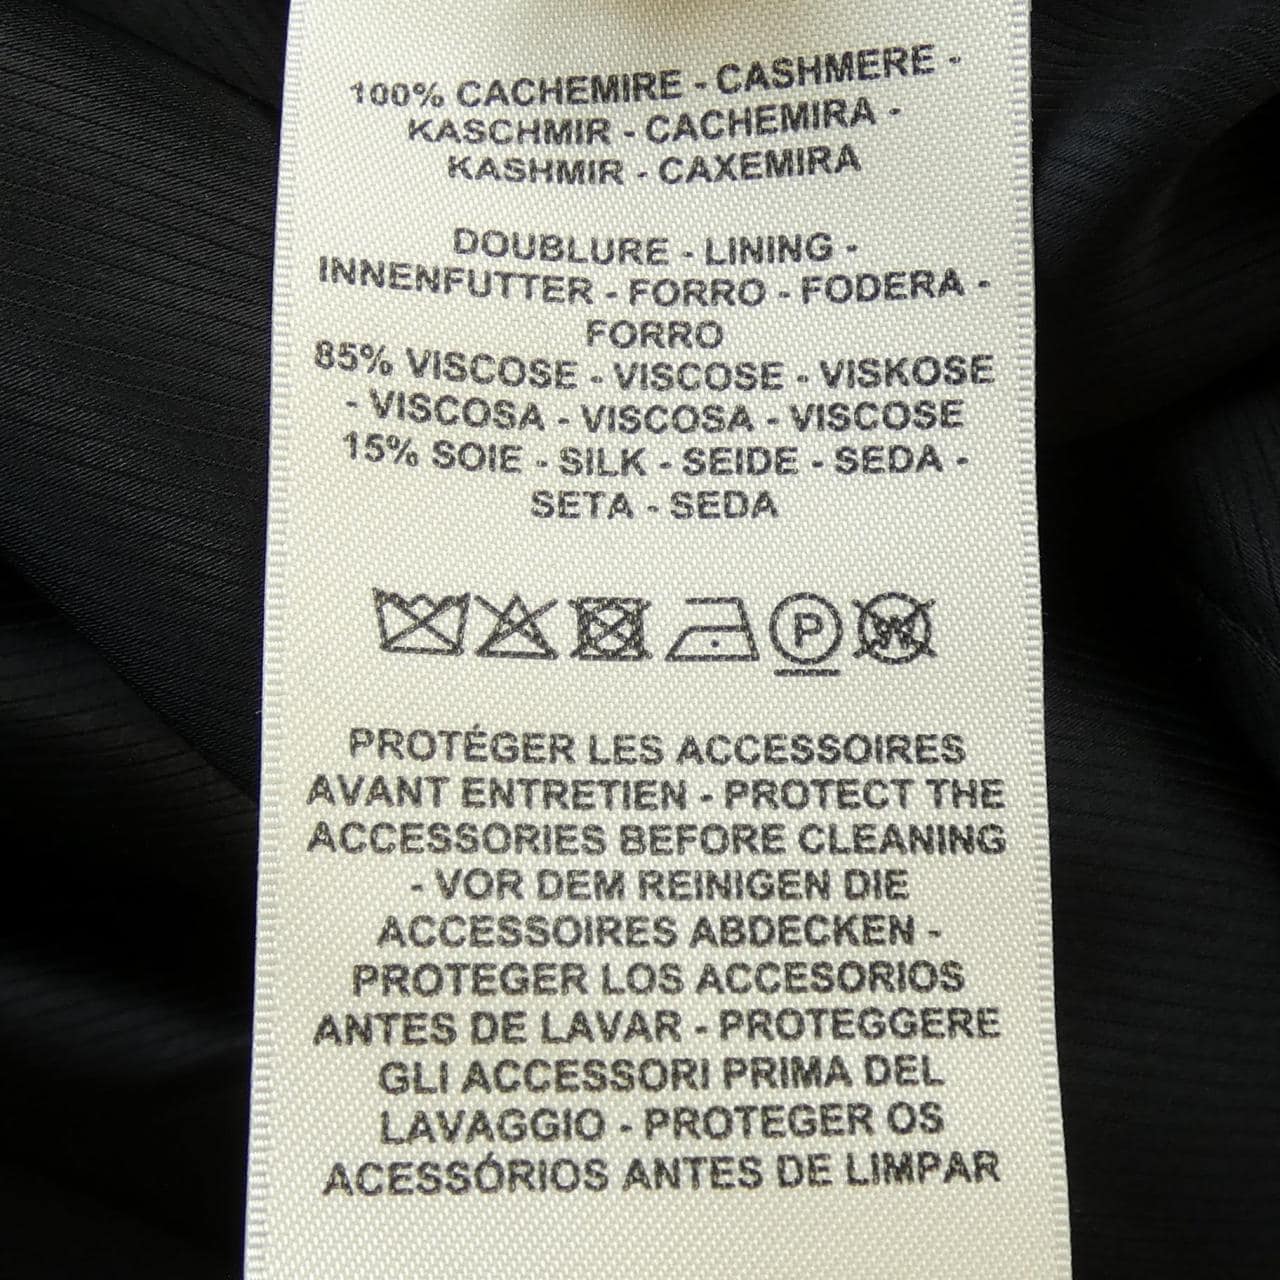 100% CACHEMIRE - CASHMERE -
KASCHMIR - CACHEMIRA -
KASHMIR - CAXEMIRA
DOUBLURE - LINING -
INNENFUTTER - FORRO - FODERA -
FORRO
85% VISCOSE - VISCOSE - VISKOSE
- VISCOSA - VISCOSA - VISCOSE
15% SOIE - SILK - SEIDE - SEDA -
SETA - SEDA
P W
PROTÉGER LES ACCESSOIRES
AVANT ENTRETIEN - PROTECT THE
ACCESSORIES BEFORE CLEANING
- VOR DEM REINIGEN DIE
ACCESSOIRES ABDECKEN -
PROTEGER LOS ACCESORIOS
ANTES DE LAVAR - PROTEGGERE
GLI ACCESSORI PRIMA DEL
LAVAGGIO - PROTEGER OS
ACESSÓRIOS ANTES DE LIMPAR